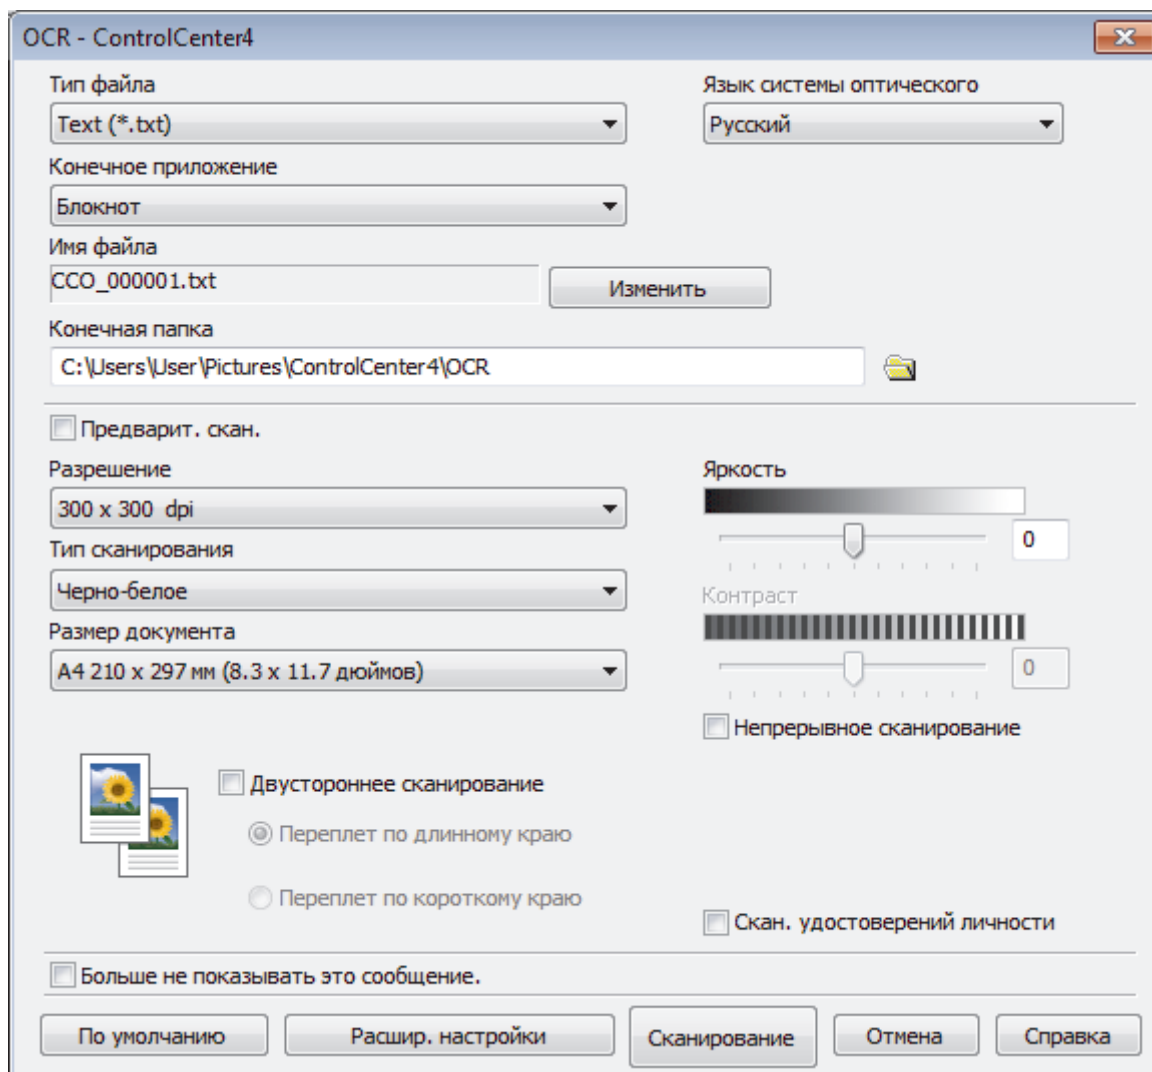 OCR - ControlCenter4
Тип файла
Язык системы оптического
Text (*.txt)
Русский
Конечное приложение
Блокнот
Имя файла
CCO_000001.txt
Изменить
Конечная папка
C:\Users\User\Pictures\ControlCenter4\OCR
Предварит. скан.
Разрешение
Яркость
300 x 300 dpi
0
Тип сканирования
Черно-белое
Контраст
Размер документа
0
A4 210 x 297 мм (8.3 x 11.7 дюймов)
Непрерывное сканирование
Двустороннее сканирование
Переплет по длинному краю
Переплет по короткому краю
Скан. удостоверений личности
Больше не показывать это сообщение.
По умолчанию
Расшир. настройки
Сканирование
Отмена
Справка